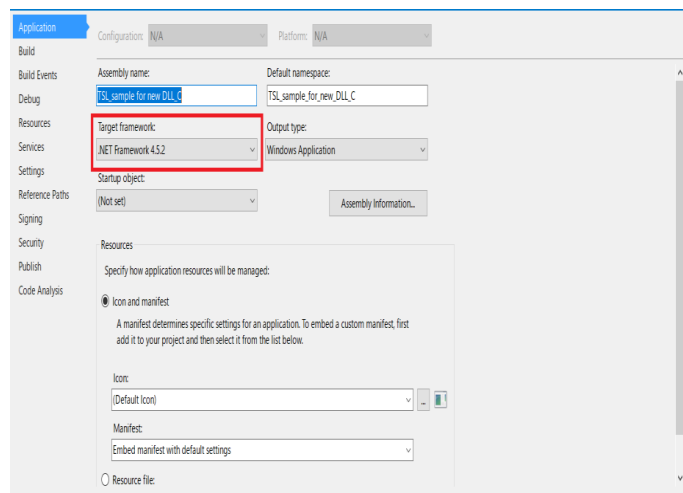 Application
Build
Build Events
Debug
Resources
Services
Settings
Reference Paths
Signing
Security
Publish
Code Analysis
Configuration: N/A Platform: N/A
Assembly name: Default namespace:
TSL_sample for new DLL_C TSL_sample_for_new_DLL_C
Target framework: Output type:
.NET Framework 4.5.2 Windows Application
Startup object:
(Not set) Assembly Information...
Resources
Specify how application resources will be managed:
Icon and manifest
A manifest determines specific settings for an application. To embed a custom manifest, first
add it to your project and then select it from the list below.
Icon:
(Default Icon) ...
Manifest:
Embed manifest with default settings
Resource file: